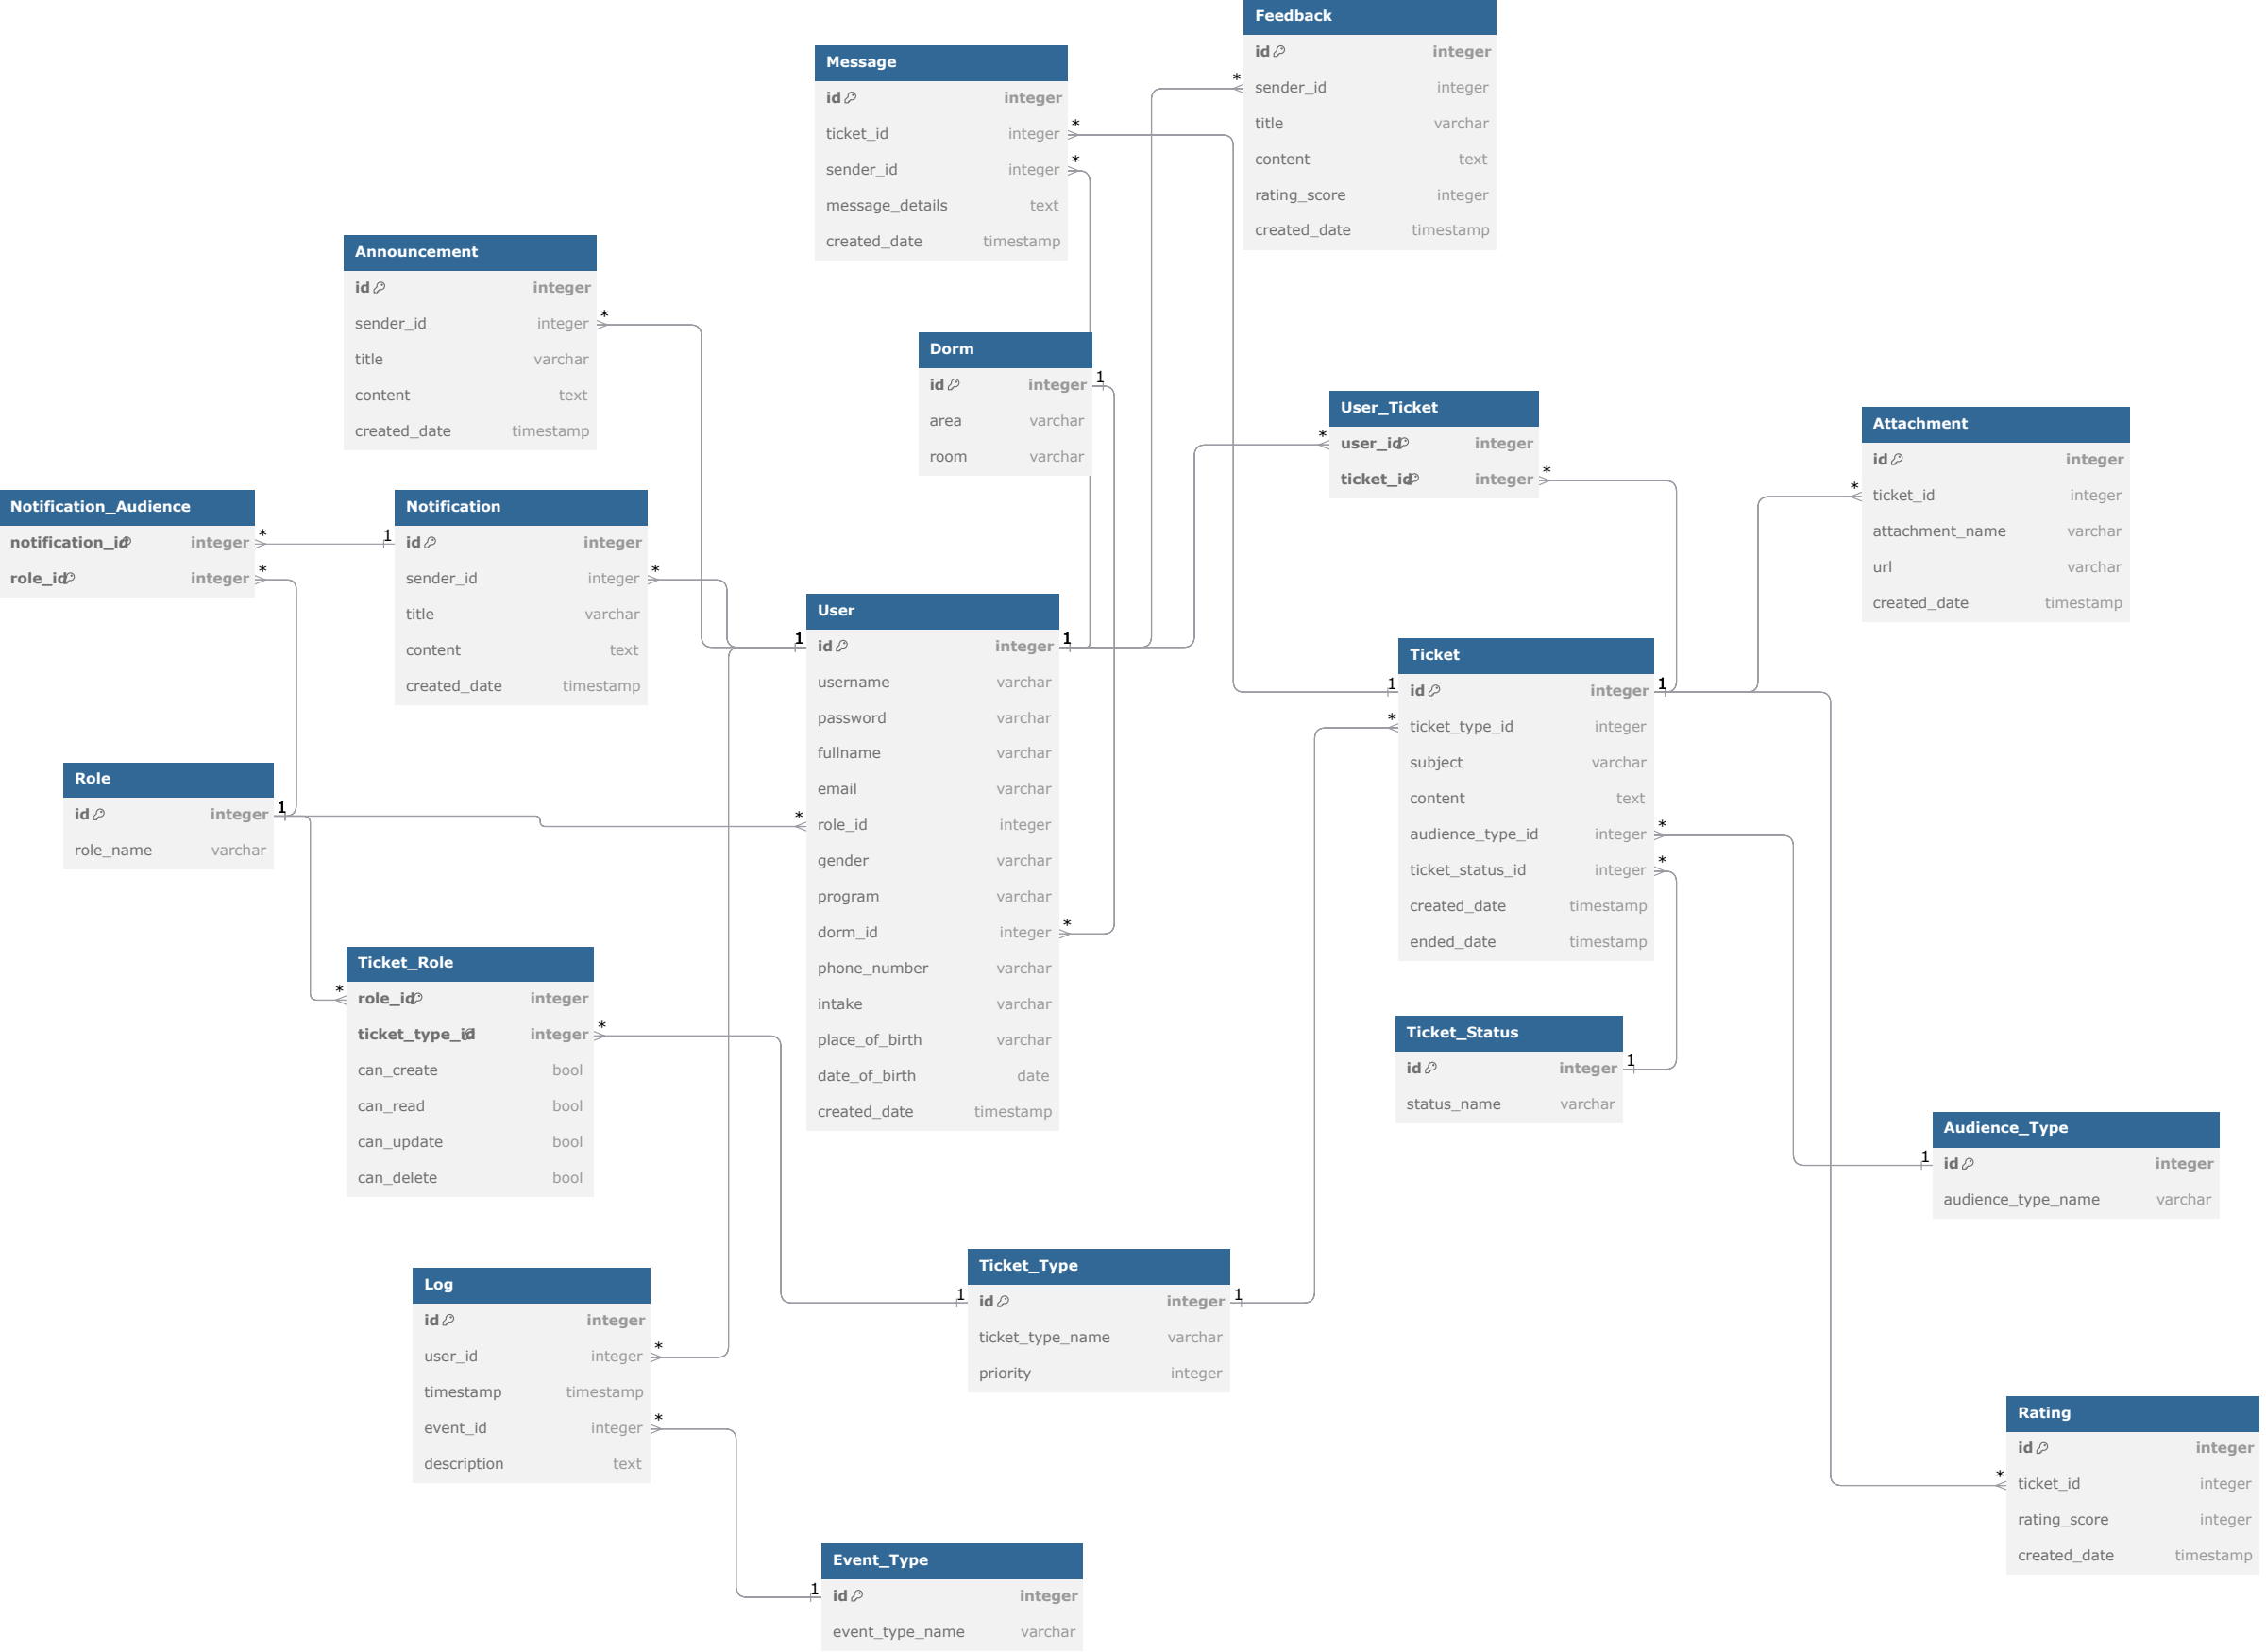 Feedback
id integer
sender_id integer
title varchar
content text
rating_score integer
created_date timestamp
Message
id integer
ticket_id integer
sender_id integer
message_details text
created_date timestamp
Announcement
id integer
sender_id integer
title varchar
content text
created_date timestamp
Dorm
id integer
area varchar
room varchar
User_Ticket
user_id integer
ticket_id integer
Attachment
id integer
ticket_id integer
attachment_name varchar
url varchar
created_date timestamp
Notification_Audience
notification_id integer
role_id integer
Notification
id integer
sender_id integer
title varchar
content text
created_date timestamp
User
id integer
username varchar
password varchar
fullname varchar
email varchar
role_id integer
gender varchar
program varchar
dorm_id integer
phone_number varchar
intake varchar
place_of_birth varchar
date_of_birth date
created_date timestamp
Ticket
id integer
ticket_type_id integer
subject varchar
content text
audience_type_id integer
ticket_status_id integer
created_date timestamp
ended_date timestamp
Role
id integer
role_name varchar
Ticket_Role
role_id integer
ticket_type_id integer
can_create bool
can_read bool
can_update bool
can_delete bool
Ticket_Status
id integer
status_name varchar
Audience_Type
id integer
audience_type_name varchar
Log
id integer
user_id integer
timestamp timestamp
event_id integer
description text
Ticket_Type
id integer
ticket_type_name varchar
priority integer
Rating
id integer
ticket_id integer
rating_score integer
created_date timestamp
Event_Type
id integer
event_type_name varchar